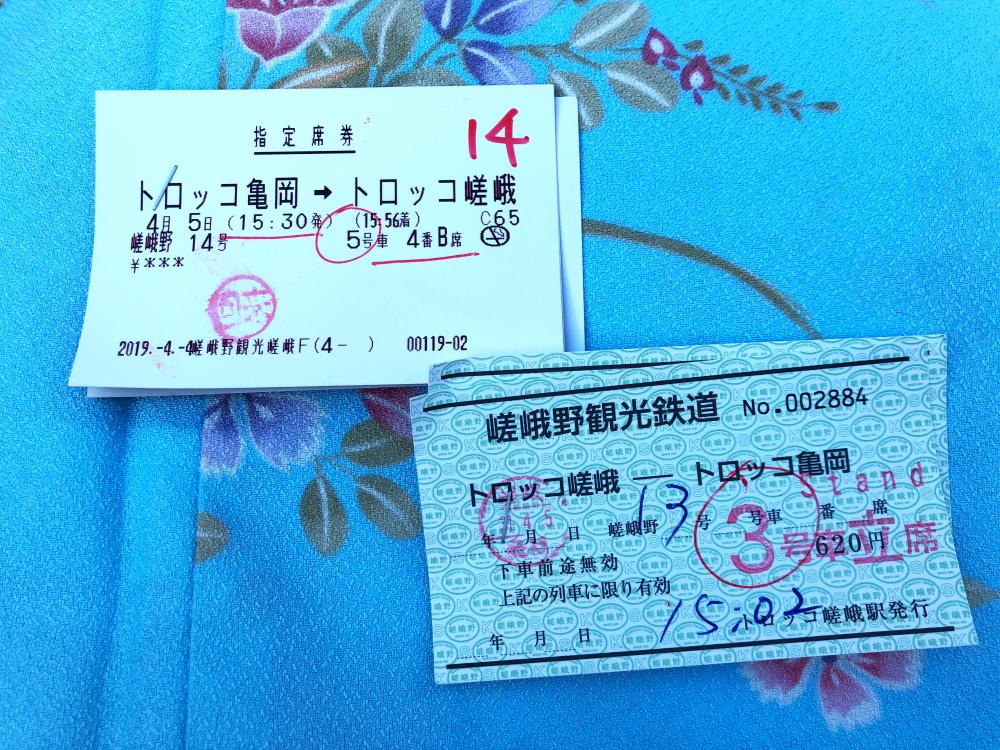 指定席券
14
トロッコ亀岡 ➡ トロッコ嵯峨
4月 5日 (15:30発) (15:56着) C65
嵯峨野 14号 5号車 4番B席
¥***
2019.-4.-4嵯峨野観光嵯峨F(4- ) 00119-02
嵯峨野観光鉄道 No.002884
トロッコ嵯峨 — トロッコ亀岡
Stand
年 月 日 嵯峨野 13号 号車 番 席
3号車立席
620円
下車前途無効
上記の列車に限り有効
15:02
トロッコ嵯峨駅発行
年 月 日